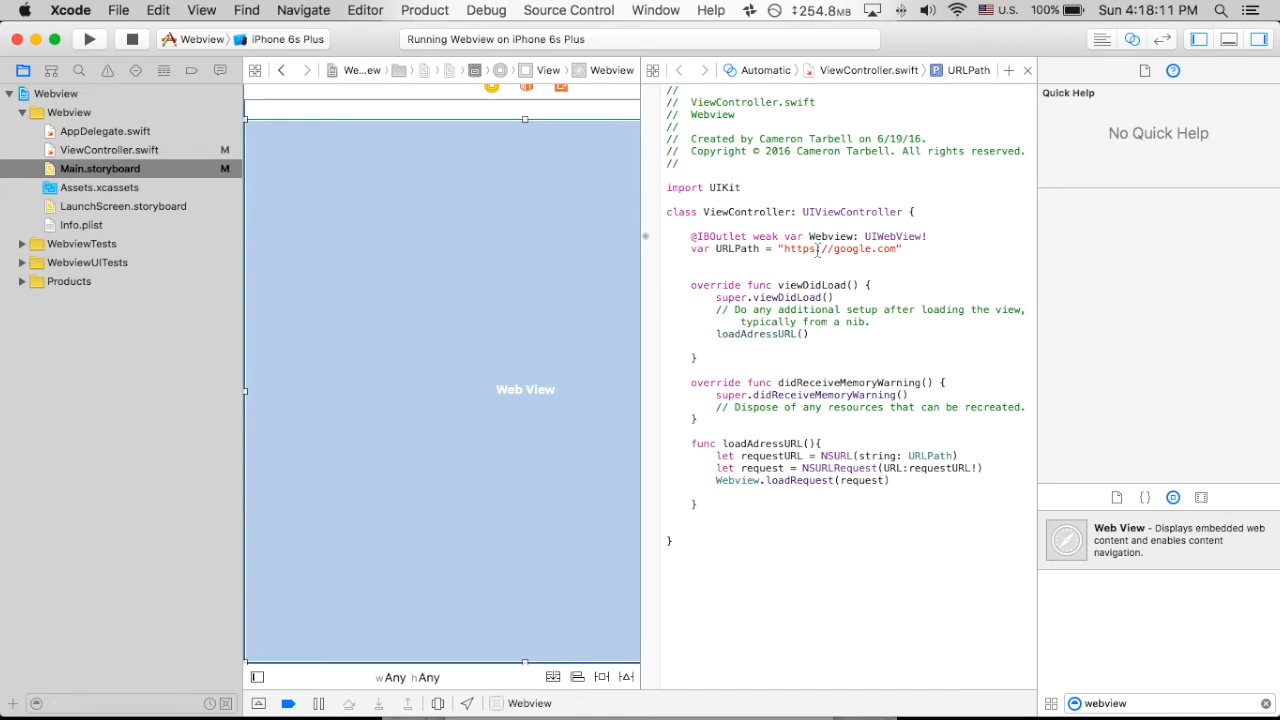 Xcode File Edit View Find Navigate Editor Product Debug Source Control Window Help 254.8MB U.S. 100% Sun 4:18:11 PM
Webview iPhone 6s Plus Running Webview on iPhone 6s Plus
We...ew View Webview Automatic ViewController.swift P URLPath
Webview
Webview
AppDelegate.swift
ViewController.swift M
Main.storyboard M
Assets.xcassets
LaunchScreen.storyboard
Info.plist
WebviewTests
WebviewUITests
Products
Web View
wAny hAny
//
// ViewController.swift
// Webview
//
// Created by Cameron Tarbell on 6/19/16.
// Copyright © 2016 Cameron Tarbell. All rights reserved.
//
import UIKit
class ViewController: UIViewController {
@IBOutlet weak var Webview: UIWebView!
var URLPath = "https://google.com"
override func viewDidLoad() {
super.viewDidLoad()
// Do any additional setup after loading the view,
typically from a nib.
loadAdressURL()
}
override func didReceiveMemoryWarning() {
super.didReceiveMemoryWarning()
// Dispose of any resources that can be recreated.
}
func loadAdressURL(){
let requestURL = NSURL(string: URLPath)
let request = NSURLRequest(URL:requestURL!)
Webview.loadRequest(request)
}
}
Quick Help
No Quick Help
{ }
Web View - Displays embedded web
content and enables content
navigation.
Webview
webview